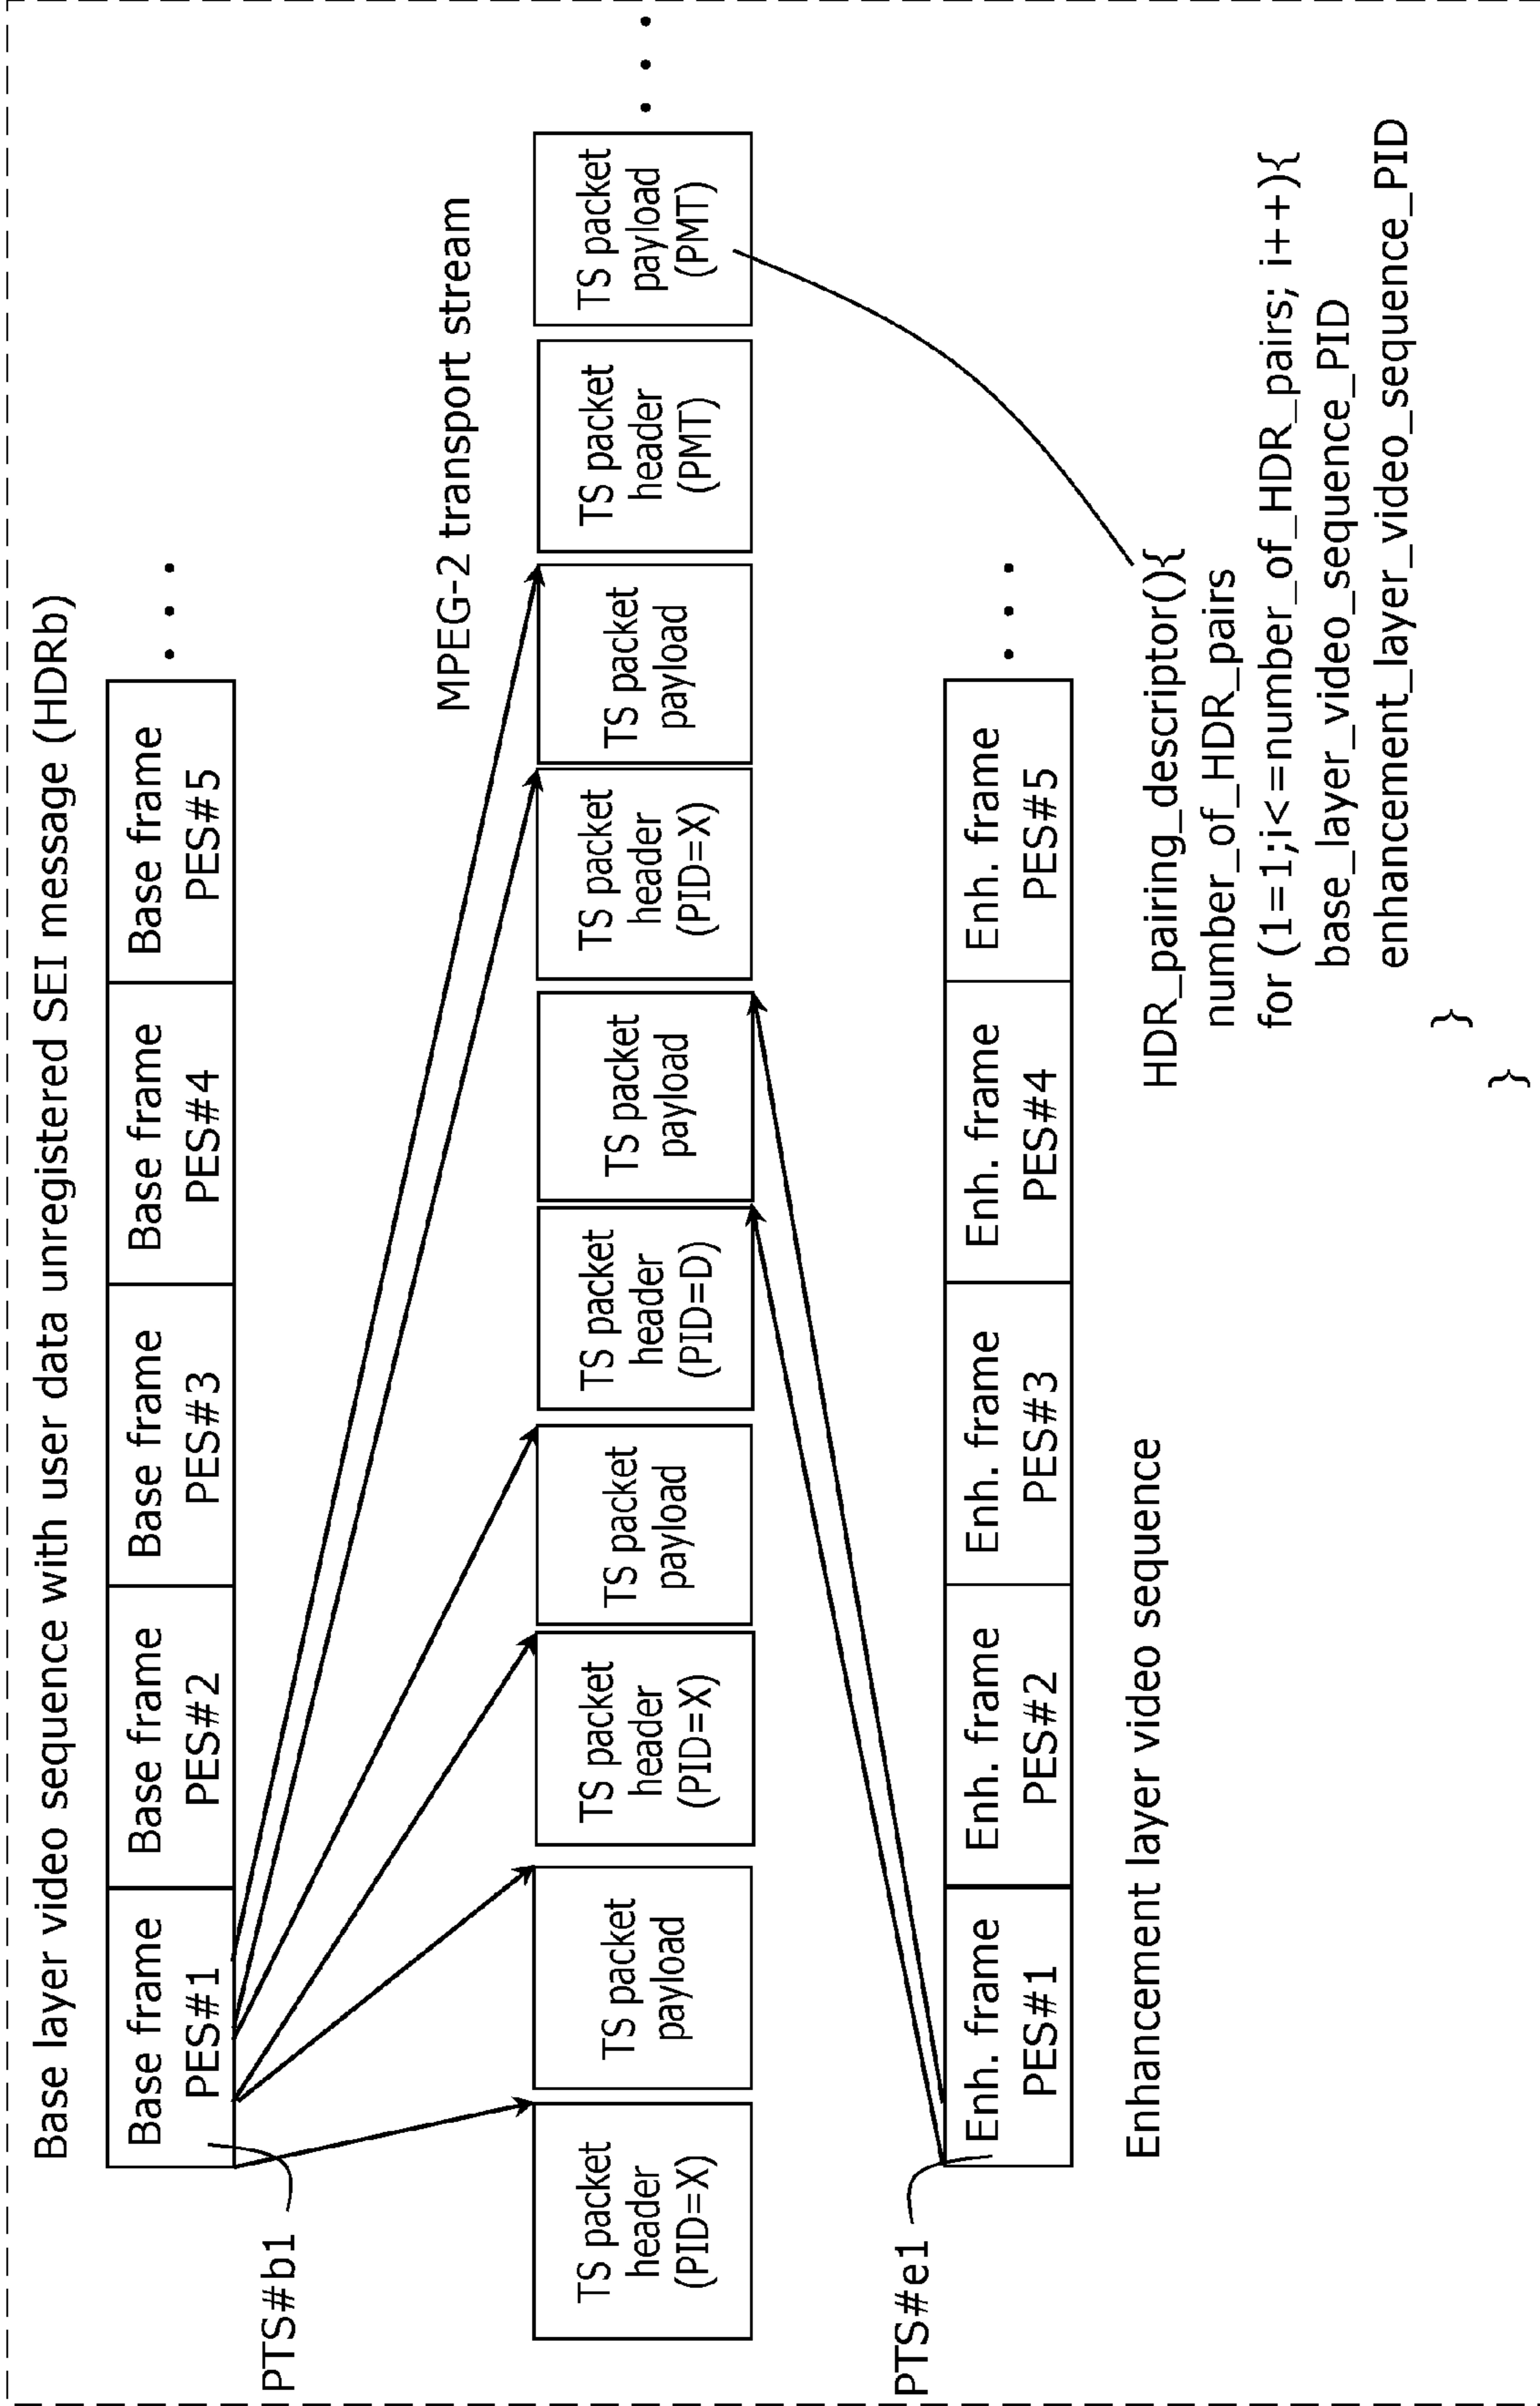 Base layer video sequence with user data unregistered SEI message (HDRb)
Base frame
PES#1
Base frame
PES#2
Base frame
PES#3
Base frame
PES#4
Base frame
PES#5
PTS#b1
MPEG-2 transport stream
TS packet
header
(PID=X)
TS packet
payload
TS packet
header
(PID=X)
TS packet
payload
TS packet
header
(PID=D)
TS packet
payload
TS packet
header
(PID=X)
TS packet
payload
TS packet
header
(PMT)
TS packet
payload
(PMT)
PTS#e1
Enh. frame
PES#1
Enh. frame
PES#2
Enh. frame
PES#3
Enh. frame
PES#4
Enh. frame
PES#5
Enhancement layer video sequence
HDR_pairing_descriptor(){
number_of_HDR_pairs
for (1=1;i<=number_of_HDR_pairs; i++){
base_layer_video_sequence_PID
enhancement_layer_video_sequence_PID
}
}